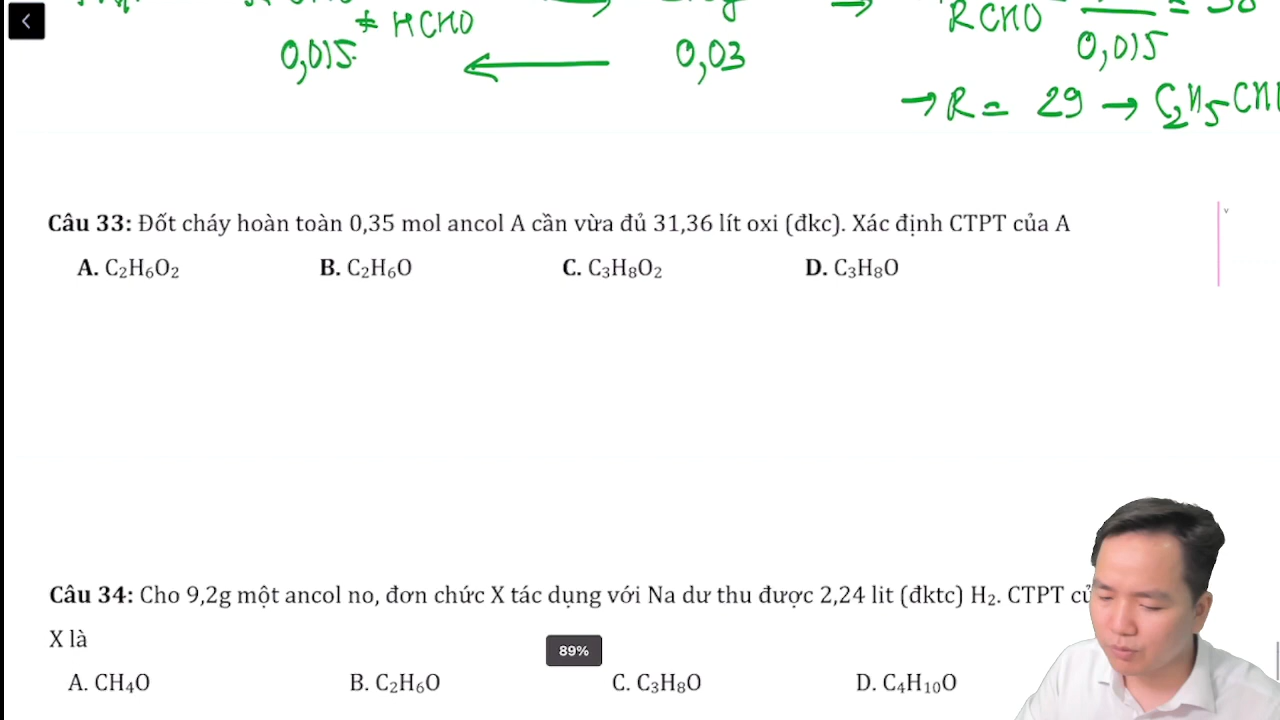 + HCHO
RCHO
0,015
0,03
0,015
→ R = 29 → C₂H₅CH
Câu 33: Đốt cháy hoàn toàn 0,35 mol ancol A cần vừa đủ 31,36 lít oxi (đkc). Xác định CTPT của A
A. C₂H₆O₂ B. C₂H₆O C. C₃H₈O₂ D. C₃H₈O
Câu 34: Cho 9,2g một ancol no, đơn chức X tác dụng với Na dư thu được 2,24 lit (đktc) H₂. CTPT củ
X là
89%
A. CH₄O B. C₂H₆O C. C₃H₈O D. C₄H₁₀O